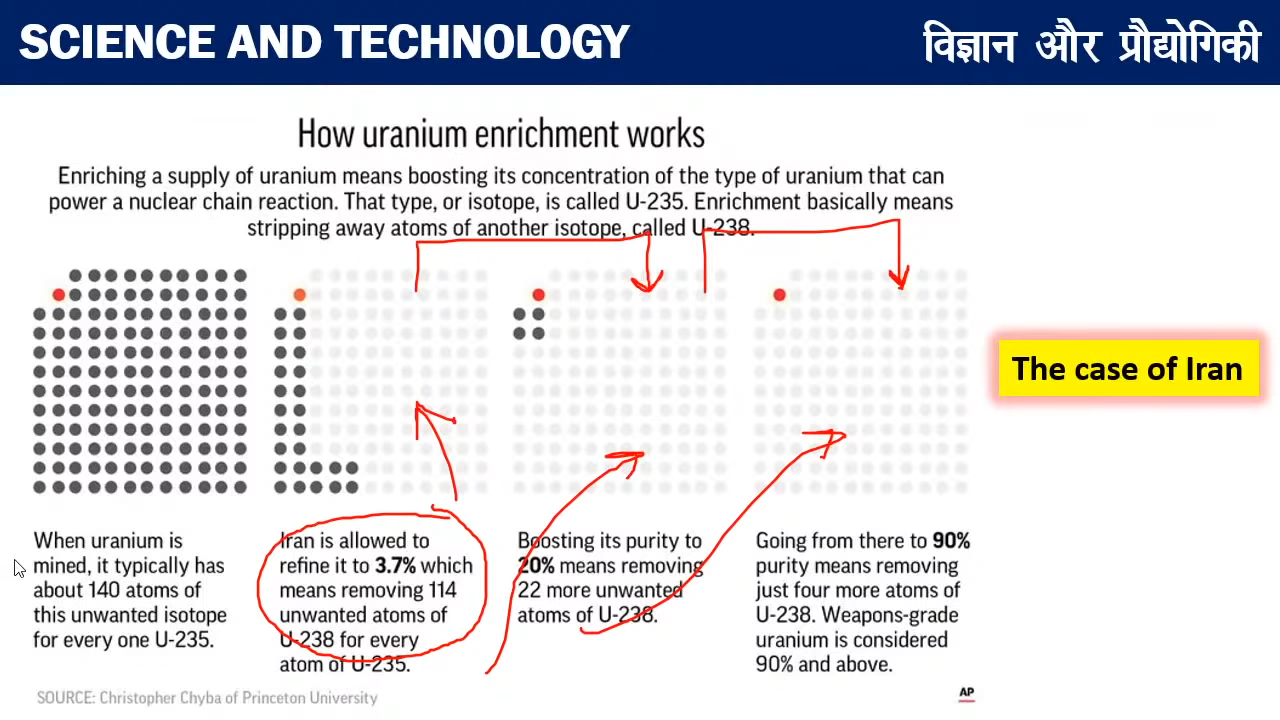 SCIENCE AND TECHNOLOGY
विज्ञान और प्रौद्योगिकी
How uranium enrichment works
Enriching a supply of uranium means boosting its concentration of the type of uranium that can
power a nuclear chain reaction. That type, or isotope, is called U-235. Enrichment basically means
stripping away atoms of another isotope, called U-238.
The case of Iran
When uranium is
mined, it typically has
about 140 atoms of
this unwanted isotope
for every one U-235.
Iran is allowed to
refine it to 3.7% which
means removing 114
unwanted atoms of
U-238 for every
atom of U-235.
Boosting its purity to
20% means removing
22 more unwanted
atoms of U-238.
Going from there to 90%
purity means removing
just four more atoms of
U-238. Weapons-grade
uranium is considered
90% and above.
SOURCE: Christopher Chyba of Princeton University
AP